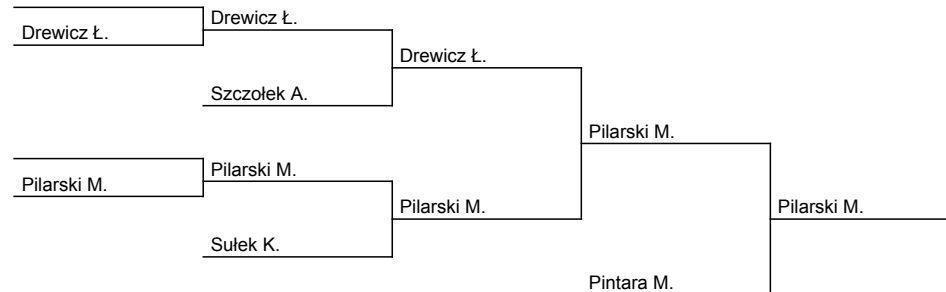 Drewicz Ł.
Drewicz Ł.
Drewicz Ł.
Szczołek A.
Pilarski M.
Pilarski M.
Pilarski M.
Pilarski M.
Pilarski M.
Sułek K.
Pintara M.